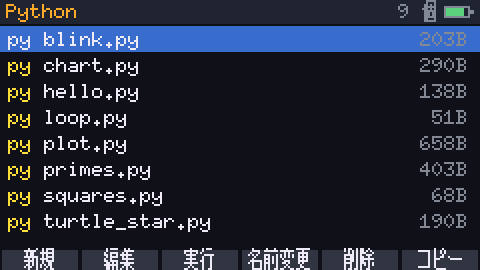 Python 9
py blink.py 203B
py chart.py 290B
py hello.py 138B
py loop.py 51B
py plot.py 658B
py primes.py 403B
py squares.py 68B
py turtle_star.py 190B
新規 編集 実行 名前変更 削除 コピー